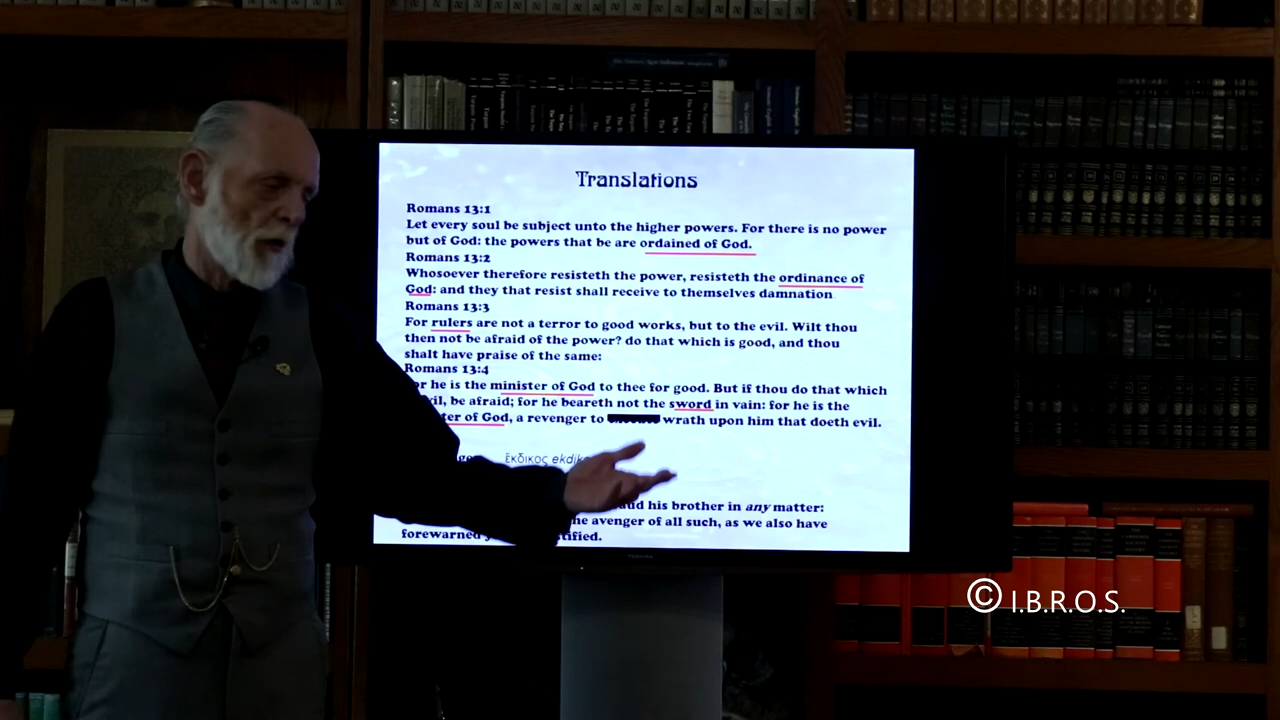 Translations
Romans 13:1
Let every soul be subject unto the higher powers. For there is no power
but of God: the powers that be are ordained of God.
Romans 13:2
Whosoever therefore resisteth the power, resisteth the ordinance of
God: and they that resist shall receive to themselves damnation
Romans 13:3
For rulers are not a terror to good works, but to the evil. Wilt thou
then not be afraid of the power? do that which is good, and thou
shalt have praise of the same:
Romans 13:4
he is the minister of God to thee for good. But if thou do that which
be afraid; for he beareth not the sword in vain: for he is the
of God, a revenger to wrath upon him that doeth evil.
ἔκδικος
his brother in any matter:
avenger of all such, as we also have
forewarned
© I.B.R.O.S.